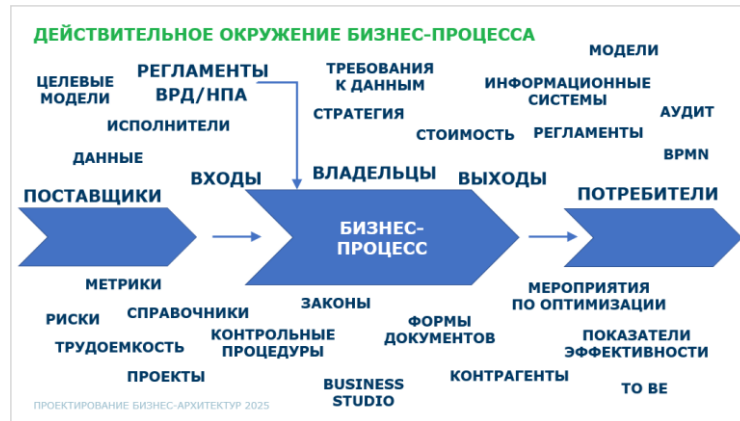 ДЕЙСТВИТЕЛЬНОЕ ОКРУЖЕНИЕ БИЗНЕС-ПРОЦЕССА
МОДЕЛИ
ЦЕЛЕВЫЕ
МОДЕЛИ
РЕГЛАМЕНТЫ
ВРД/НПА
ТРЕБОВАНИЯ
К ДАННЫМ
ИНФОРМАЦИОННЫЕ
СИСТЕМЫ
ИСПОЛНИТЕЛИ
СТРАТЕГИЯ
АУДИТ
СТОИМОСТЬ
РЕГЛАМЕНТЫ
ДАННЫЕ
BPMN
ВХОДЫ
ВЛАДЕЛЬЦЫ
ВЫХОДЫ
ПОСТАВЩИКИ
ПОТРЕБИТЕЛИ
БИЗНЕС-
ПРОЦЕСС
МЕТРИКИ
МЕРОПРИЯТИЯ
ПО ОПТИМИЗАЦИИ
РИСКИ
СПРАВОЧНИКИ
ЗАКОНЫ
ФОРМЫ
ДОКУМЕНТОВ
ТРУДОЕМКОСТЬ
КОНТРОЛЬНЫЕ
ПРОЦЕДУРЫ
ПОКАЗАТЕЛИ
ЭФФЕКТИВНОСТИ
ПРОЕКТЫ
BUSINESS
STUDIO
КОНТРАГЕНТЫ
TO BE
ПРОЕКТИРОВАНИЕ БИЗНЕС-АРХИТЕКТУР 2025